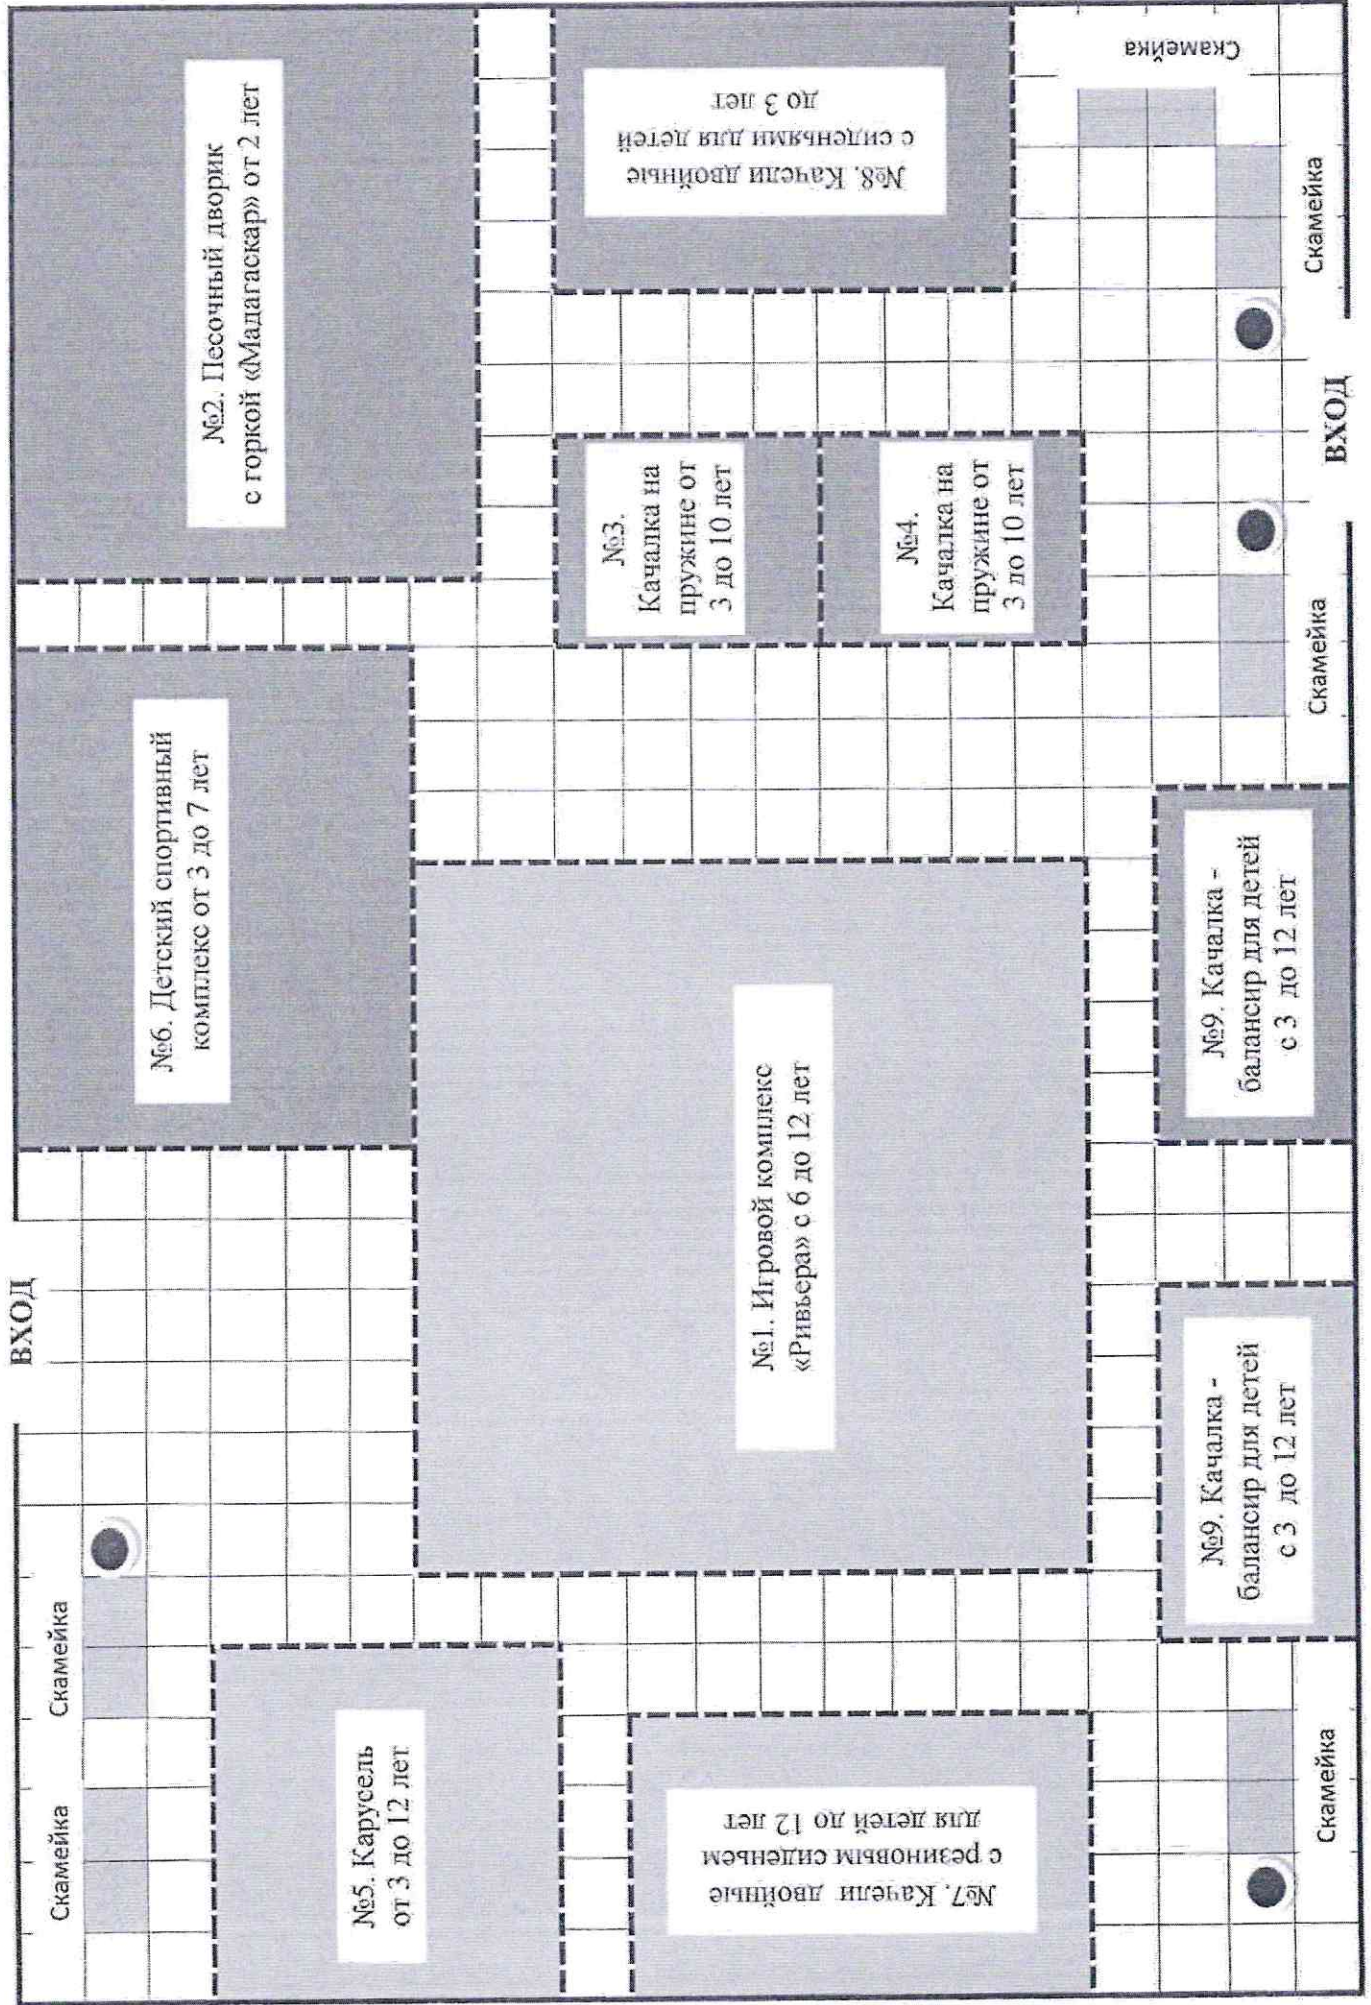 ВХОД
Скамейка
Скамейка
№6. Детский спортивный
комплекс от 3 до 7 лет
№2. Песочный дворик
с горкой «Мадагаскар» от 2 лет
№5. Карусель
от 3 до 12 лет
№1. Игровой комплекс
«Ривьера» с 6 до 12 лет
№3.
Качалка на
пружине от
3 до 10 лет
№8. Качели двойные
с сиденьями для детей
до 3 лет
№7. Качели двойные
с резиновым сиденьем
для детей до 12 лет
№4.
Качалка на
пружине от
3 до 10 лет
Скамейка
№9. Качалка -
балансир для детей
с 3 до 12 лет
№9. Качалка -
балансир для детей
с 3 до 12 лет
Скамейка
Скамейка
ВХОД
Скамейка